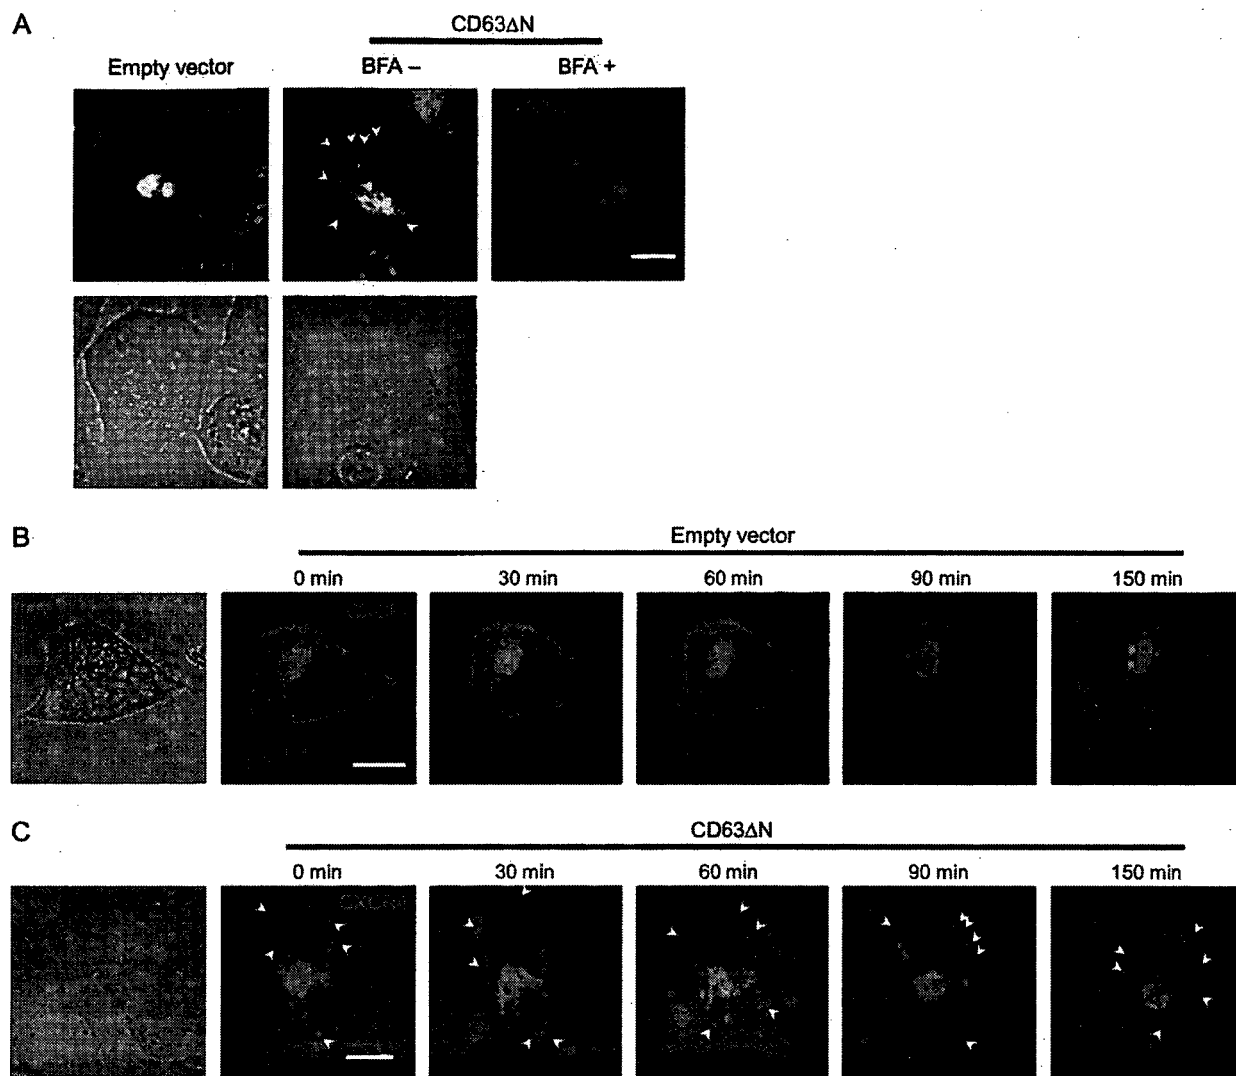 A
CD63ΔN
Empty vector
BFA –
BFA +
B
Empty vector
0 min
30 min
60 min
90 min
150 min
C
CD63ΔN
0 min
30 min
60 min
90 min
150 min